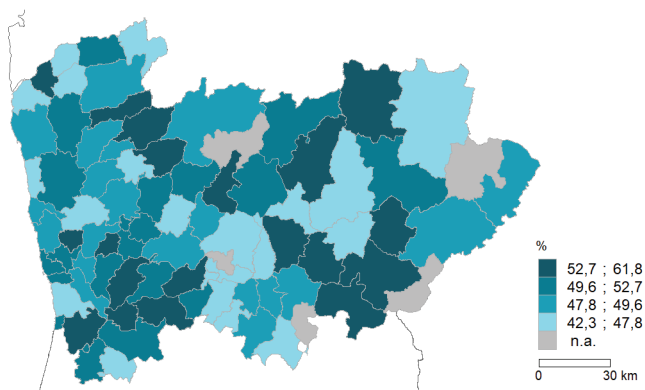 %
52,7 ; 61,8
49,6 ; 52,7
47,8 ; 49,6
42,3 ; 47,8
n.a.
0 30 km